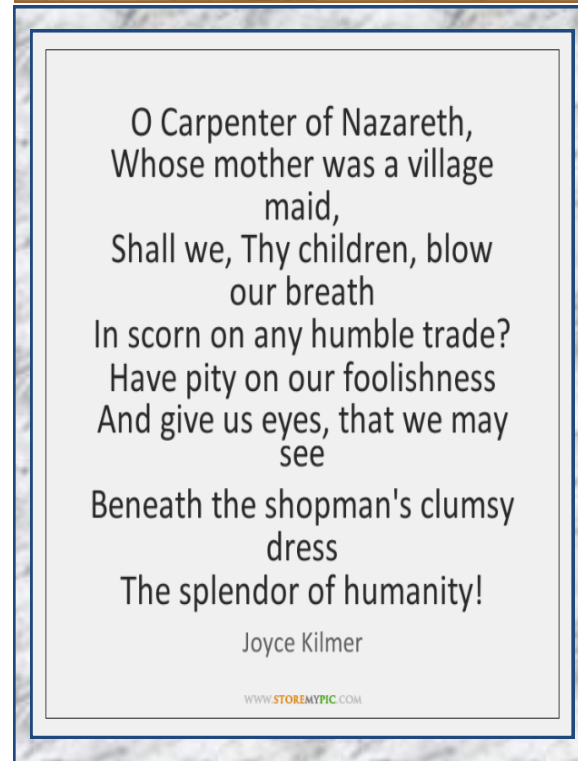 O Carpenter of Nazareth,
Whose mother was a village
maid,
Shall we, Thy children, blow
our breath
In scorn on any humble trade?
Have pity on our foolishness
And give us eyes, that we may
see
Beneath the shopman's clumsy
dress
The splendor of humanity!
Joyce Kilmer
WWW.STOREMYPIC.COM